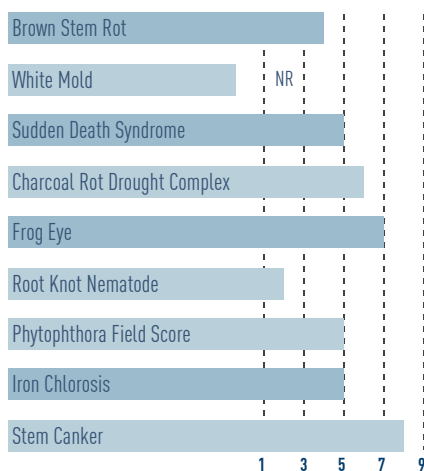 Brown Stem Rot
White Mold NR
Sudden Death Syndrome
Charcoal Rot Drought Complex
Frog Eye
Root Knot Nematode
Phytophthora Field Score
Iron Chlorosis
Stem Canker
1 3 5 7 9